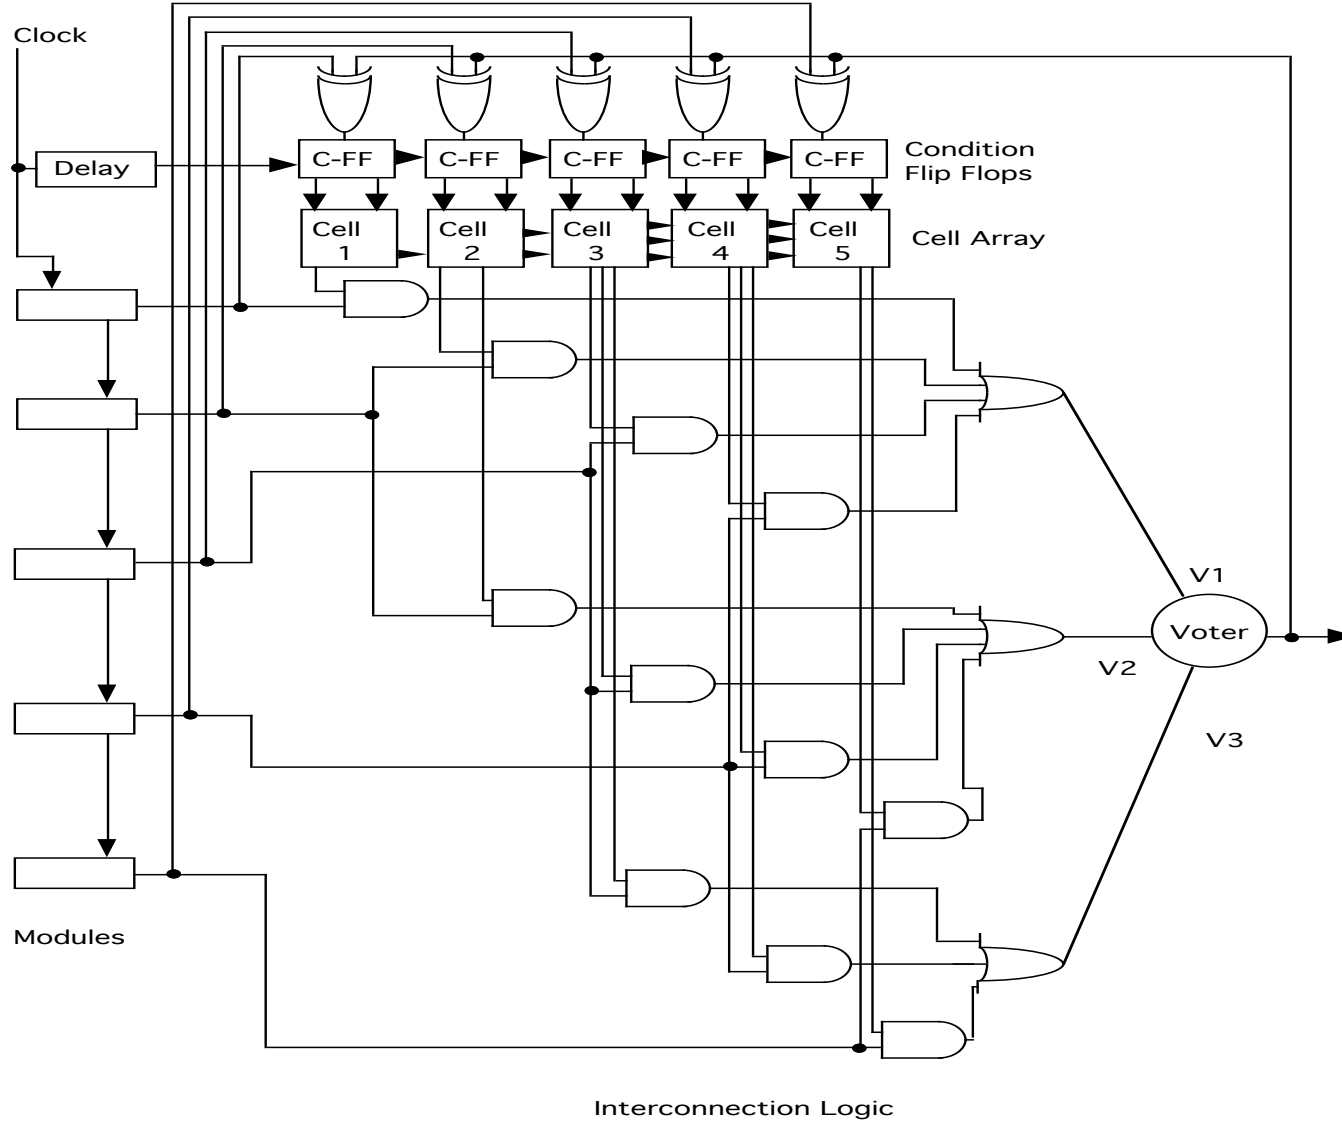 Clock
Delay
C-FF
C-FF
C-FF
C-FF
C-FF
Condition
Flip Flops
Cell
1
Cell
2
Cell
3
Cell
4
Cell
5
Cell Array
V1
Voter
V2
V3
Modules
Interconnection Logic